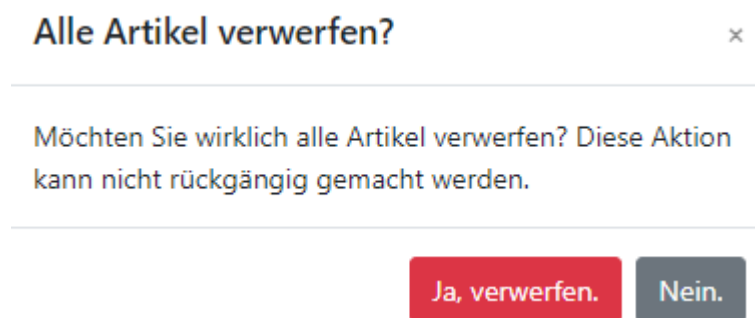 Alle Artikel verwerfen?
×
Möchten Sie wirklich alle Artikel verwerfen? Diese Aktion
kann nicht rückgängig gemacht werden.
Ja, verwerfen.
Nein.